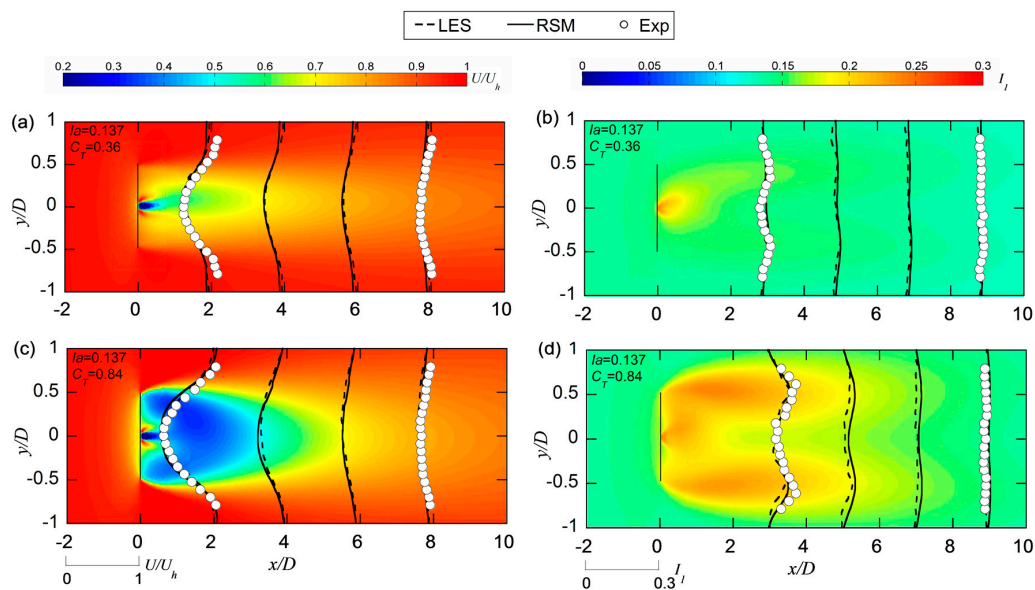 LES RSM Exp
0.2 0.3 0.4 0.5 0.6 0.7 0.8 0.9 1
U/U_h
0 0.05 0.1 0.15 0.2 0.25 0.3
I_1
(a)
Ia=0.137
C_T=0.36
1
0.5
0
-0.5
-1
y/D
-2 0 2 4 6 8 10
(b)
Ia=0.137
C_T=0.36
1
0.5
0
-0.5
-1
y/D
-2 0 2 4 6 8 10
(c)
Ia=0.137
C_T=0.84
1
0.5
0
-0.5
-1
y/D
-2 0 2 4 6 8 10
0 1 U/U_h
x/D
(d)
Ia=0.137
C_T=0.84
1
0.5
0
-0.5
-1
y/D
-2 0 2 4 6 8 10
0 0.3 I_1
x/D